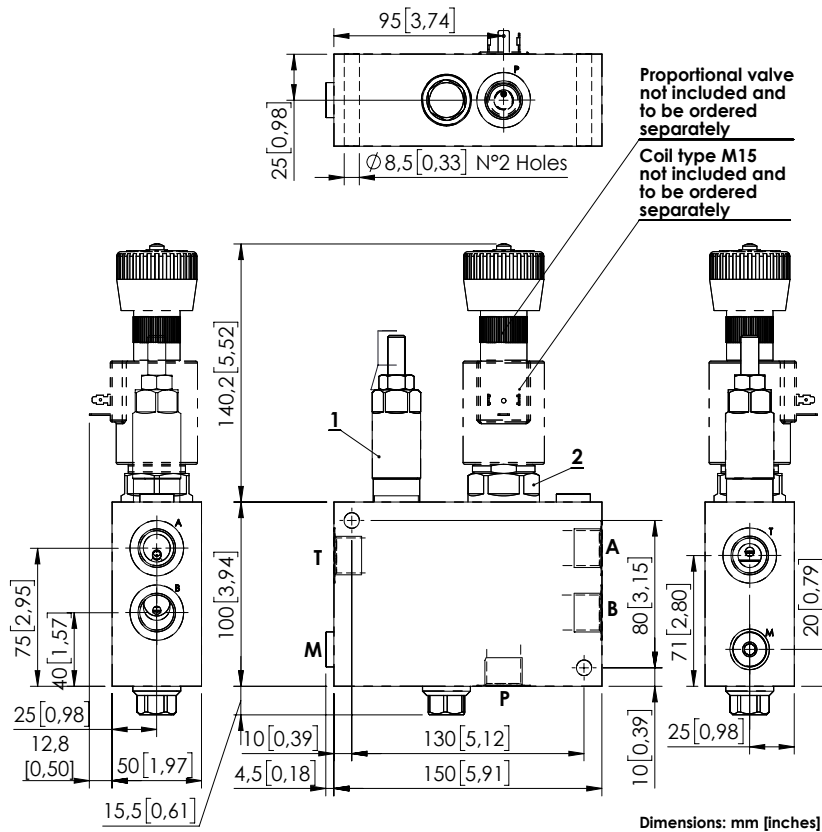 95[3,74]
P
25[0,98]
Ø8,5[0,33] N°2 Holes
Proportional valve
not included and
to be ordered
separately
Coil type M15
not included and
to be ordered
separately
140,2[5,52]
1
2
A
B
T
M
P
A
B
T
M
100[3,94]
80[3,15]
75[2,95]
40[1,57]
71[2,80]
20[0,79]
25[0,98]
12,8
[0,50]
50[1,97]
15,5[0,61]
10[0,39]
4,5[0,18]
130[5,12]
150[5,91]
10[0,39]
25[0,98]
Dimensions: mm [inches]